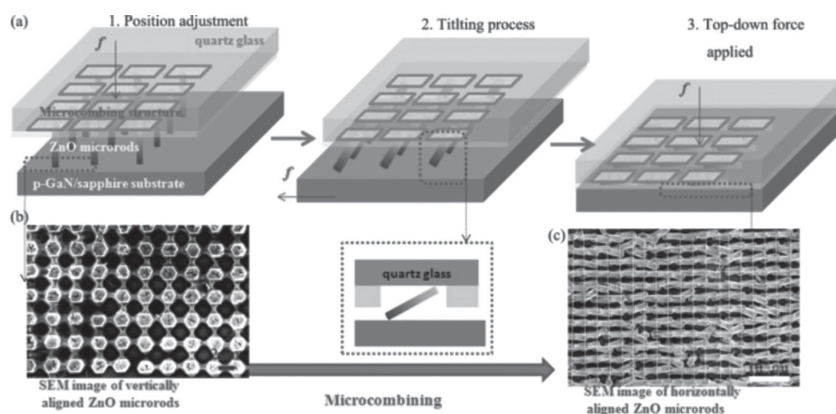 (a)
1. Position adjustment
2. Titlting process
3. Top-down force
applied
f
quartz glass
Microcombing structure
ZnO microrods
p-GaN/sapphire substrate
f
f
(b)
quartz glass
(c)
SEM image of vertically
aligned ZnO microrods
Microcombining
SEM image of horizontally
aligned ZnO microrods